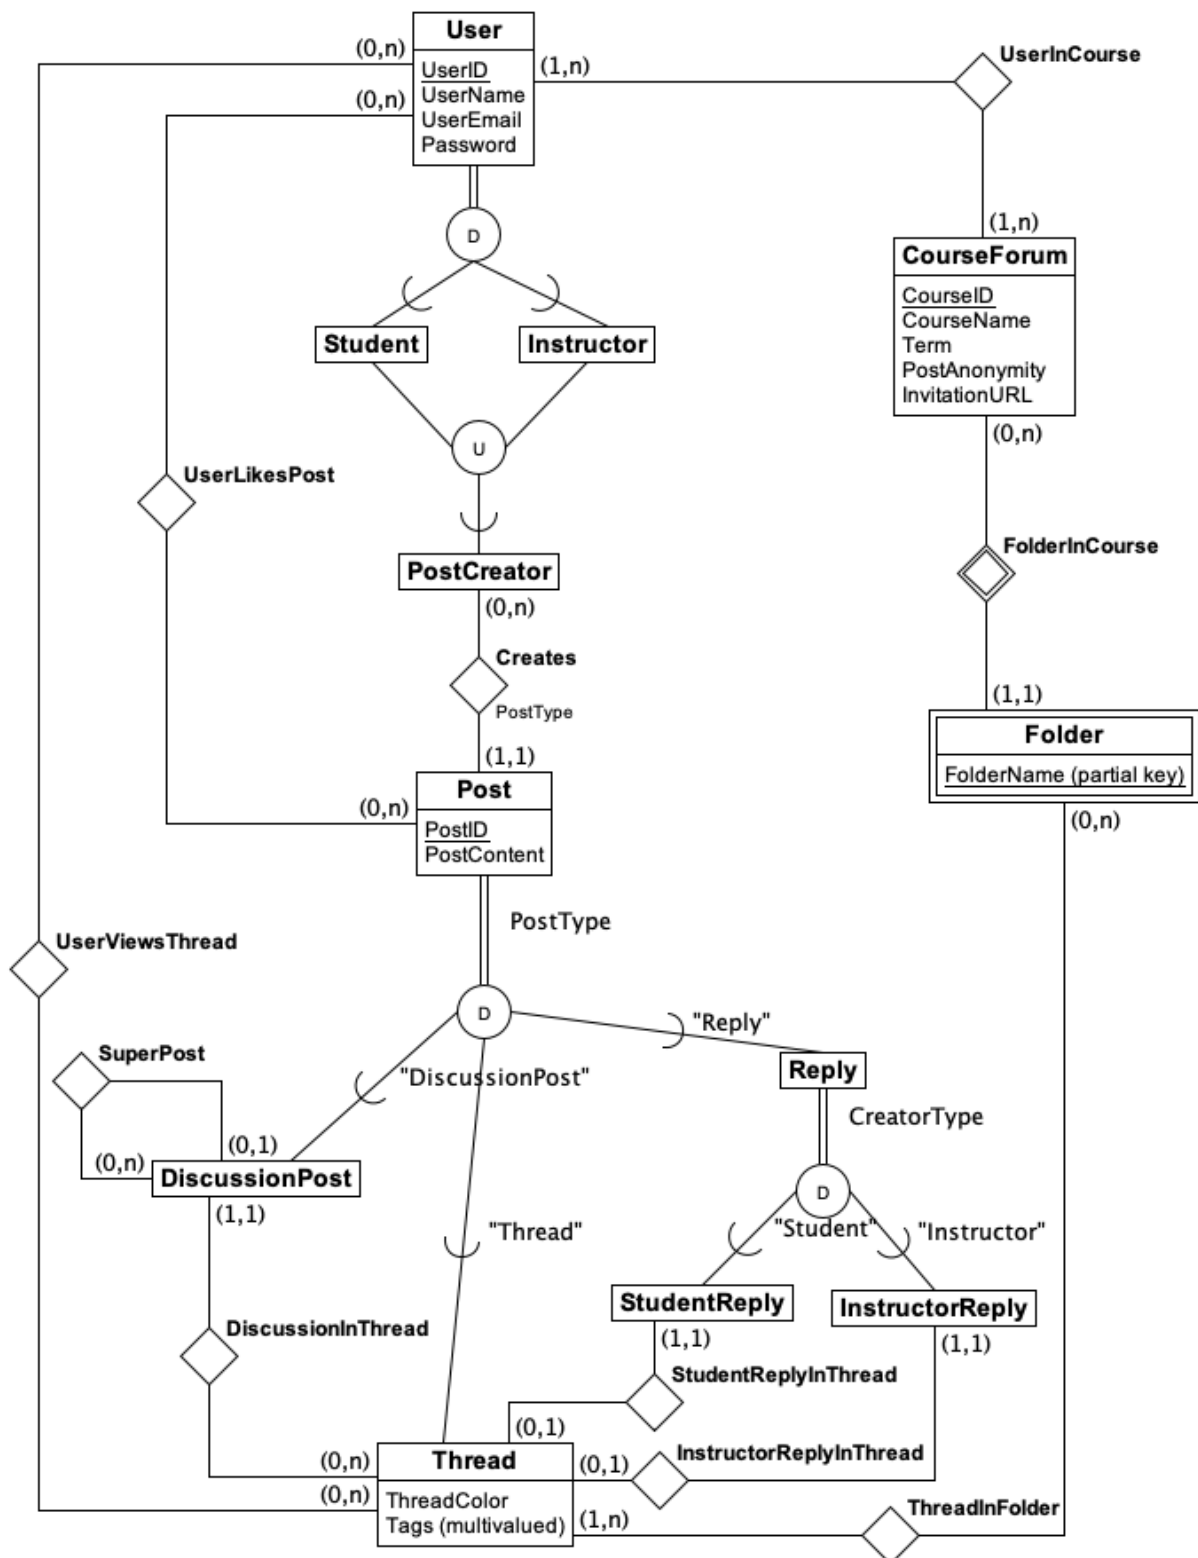 User
(0,n)
UserID
UserName
UserEmail
Password
(0,n)
(1,n)
UserInCourse
D
(1,n)
CourseForum
CourseID
CourseName
Term
PostAnonymity
InvitationURL
(0,n)
Student
Instructor
U
UserLikesPost
FolderInCourse
PostCreator
(0,n)
Creates
PostType
(1,1)
(1,1)
Folder
FolderName (partial key)
(0,n)
Post
(0,n)
PostID
PostContent
PostType
UserViewsThread
D
"Reply"
SuperPost
"DiscussionPost"
Reply
CreatorType
(0,1)
(0,n)
DiscussionPost
(1,1)
D
"Thread"
"Student"
"Instructor"
StudentReply
InstructorReply
(1,1)
(1,1)
DiscussionInThread
StudentReplyInThread
(0,1)
(0,n)
Thread
(0,1)
InstructorReplyInThread
(0,n)
ThreadColor
Tags (multivalued)
(1,n)
ThreadInFolder